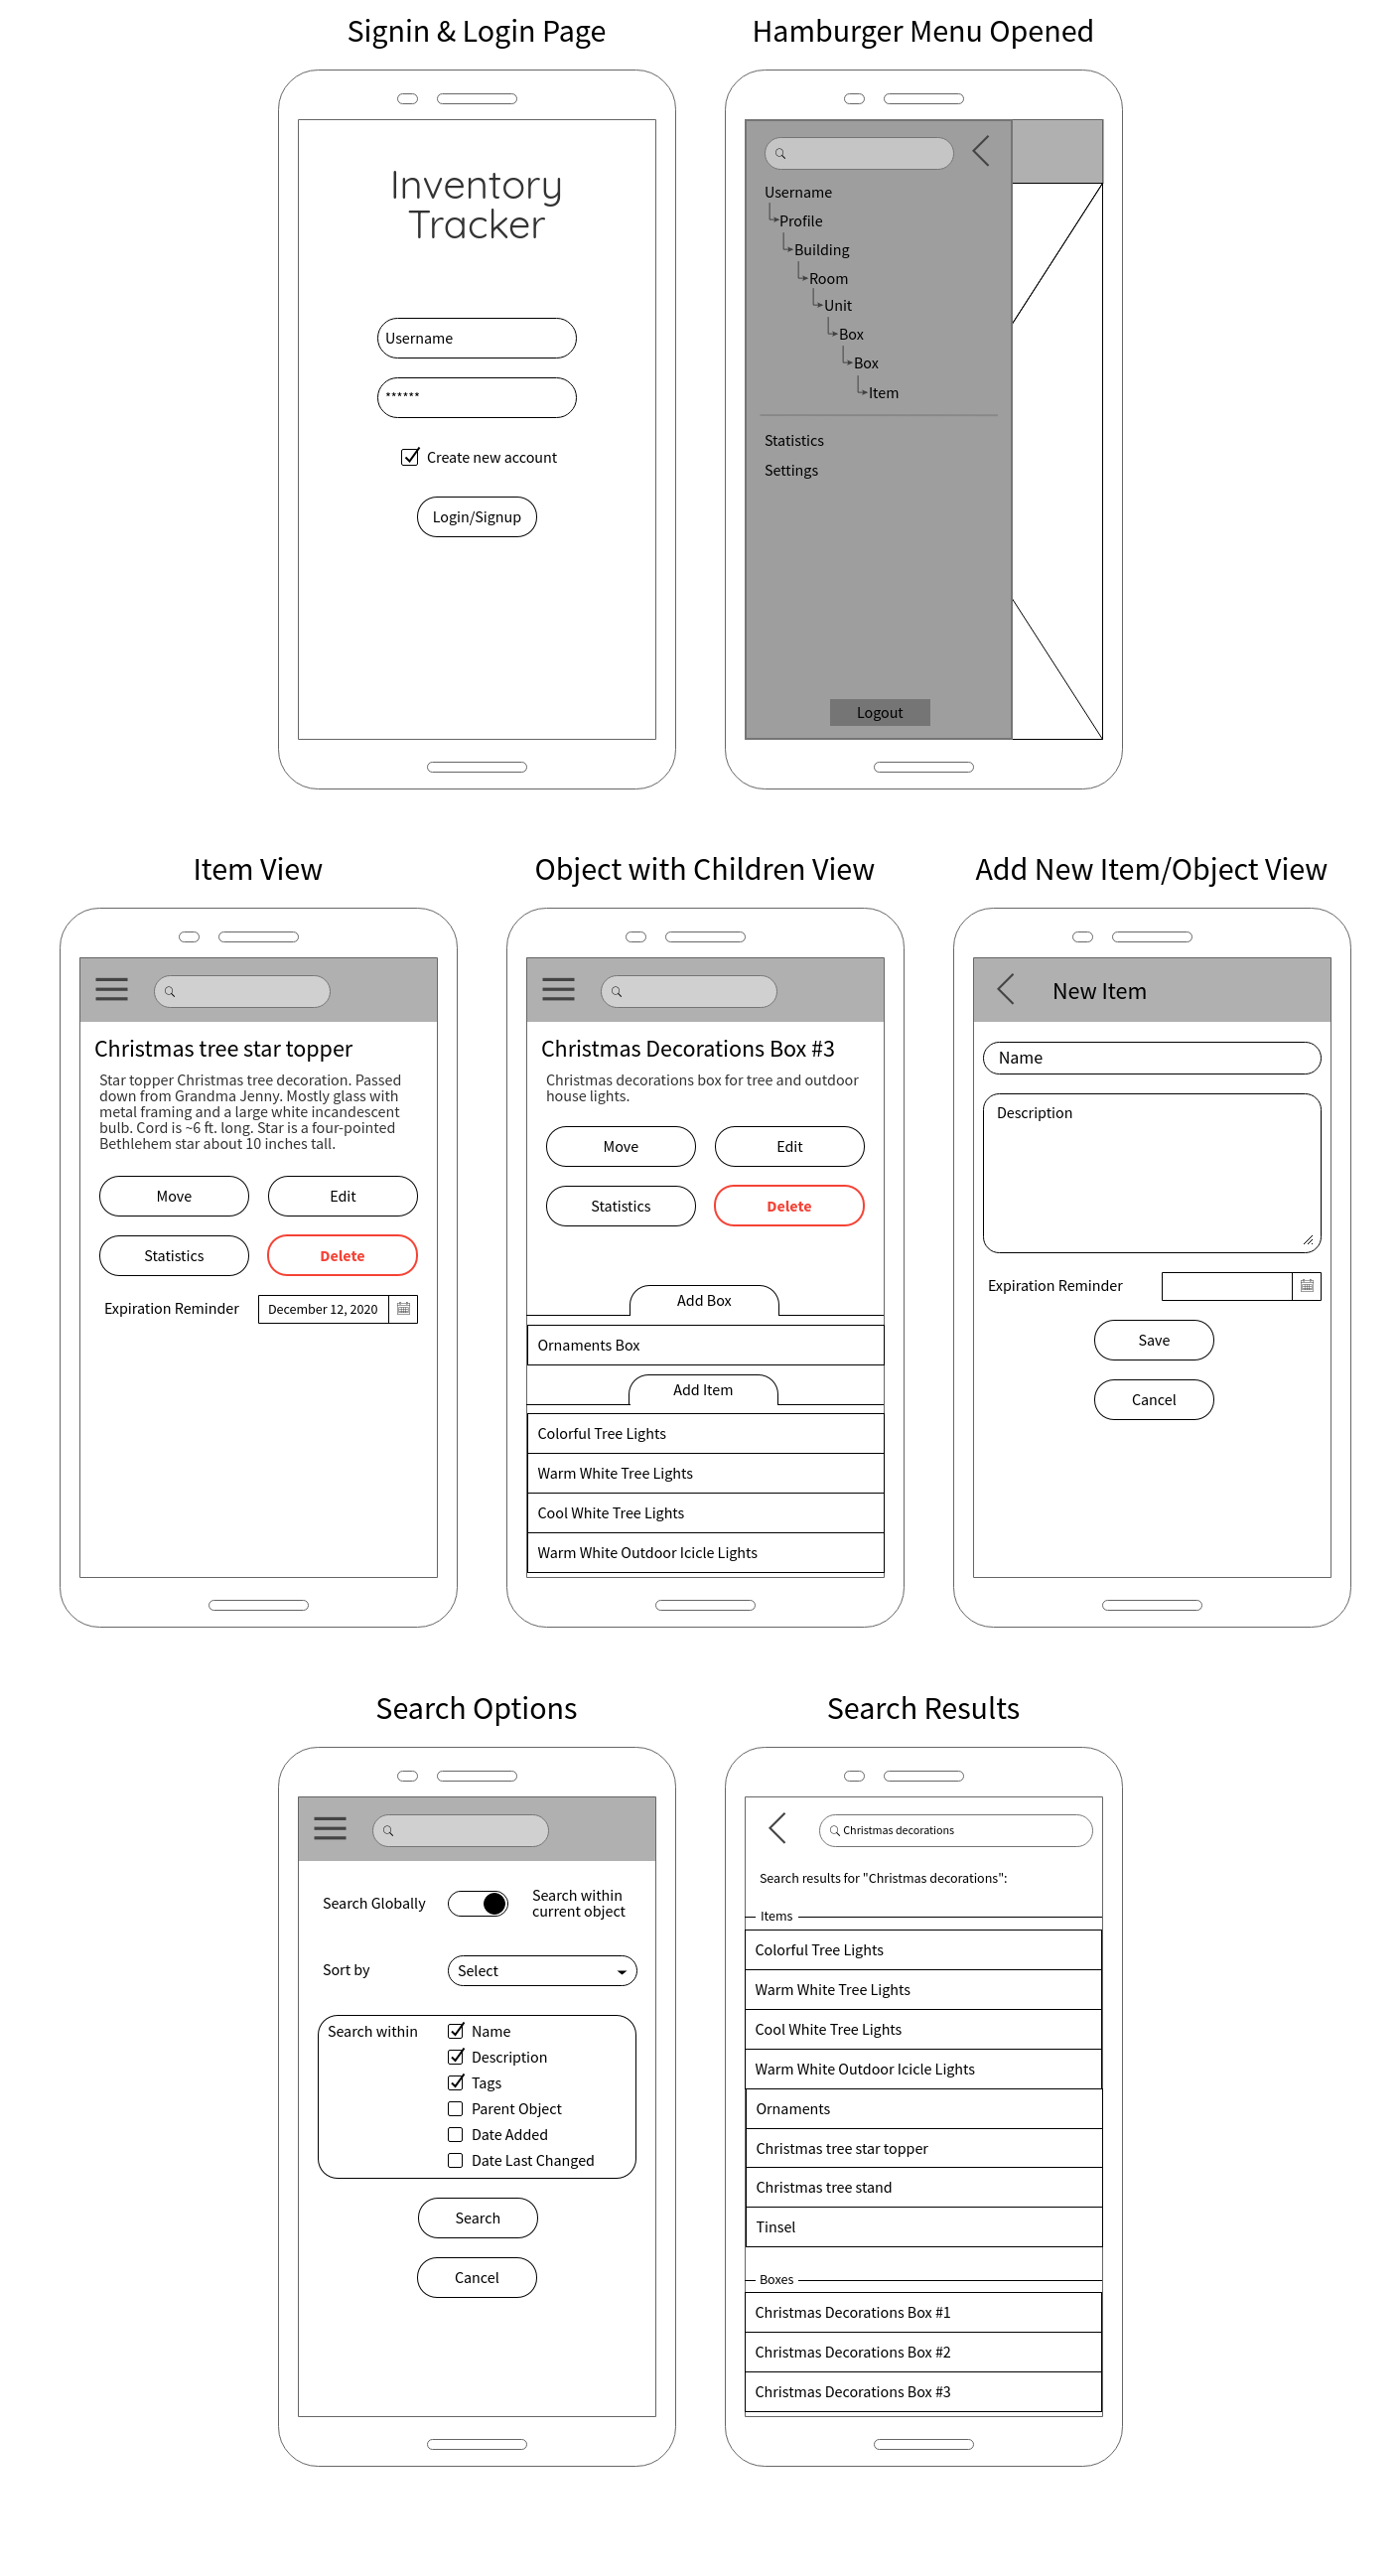 Signin & Login Page
Inventory
Tracker
Username
******
Create new account
Login/Signup
Hamburger Menu Opened
Username
Profile
Building
Room
Unit
Box
Box
Item
Statistics
Settings
Logout
Item View
Christmas tree star topper
Star topper Christmas tree decoration. Passed
down from Grandma Jenny. Mostly glass with
metal framing and a large white incandescent
bulb. Cord is ~6 ft. long. Star is a four-pointed
Bethlehem star about 10 inches tall.
Move
Edit
Statistics
Delete
Expiration Reminder
December 12, 2020
Object with Children View
Christmas Decorations Box #3
Christmas decorations box for tree and outdoor
house lights.
Move
Edit
Statistics
Delete
Add Box
Ornaments Box
Add Item
Colorful Tree Lights
Warm White Tree Lights
Cool White Tree Lights
Warm White Outdoor Icicle Lights
Add New Item/Object View
New Item
Name
Description
Expiration Reminder
Save
Cancel
Search Options
Search Globally
Search within
current object
Sort by
Select
Search within
Name
Description
Tags
Parent Object
Date Added
Date Last Changed
Search
Cancel
Search Results
Christmas decorations
Search results for "Christmas decorations":
Items
Colorful Tree Lights
Warm White Tree Lights
Cool White Tree Lights
Warm White Outdoor Icicle Lights
Ornaments
Christmas tree star topper
Christmas tree stand
Tinsel
Boxes
Christmas Decorations Box #1
Christmas Decorations Box #2
Christmas Decorations Box #3